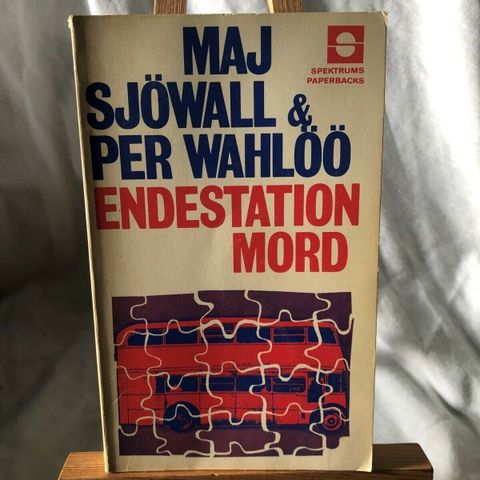 MAJ
SJÖWALL &
PER WAHLÖÖ
ENDESTATION
MORD
SPEKTRUMS
PAPERBACKS